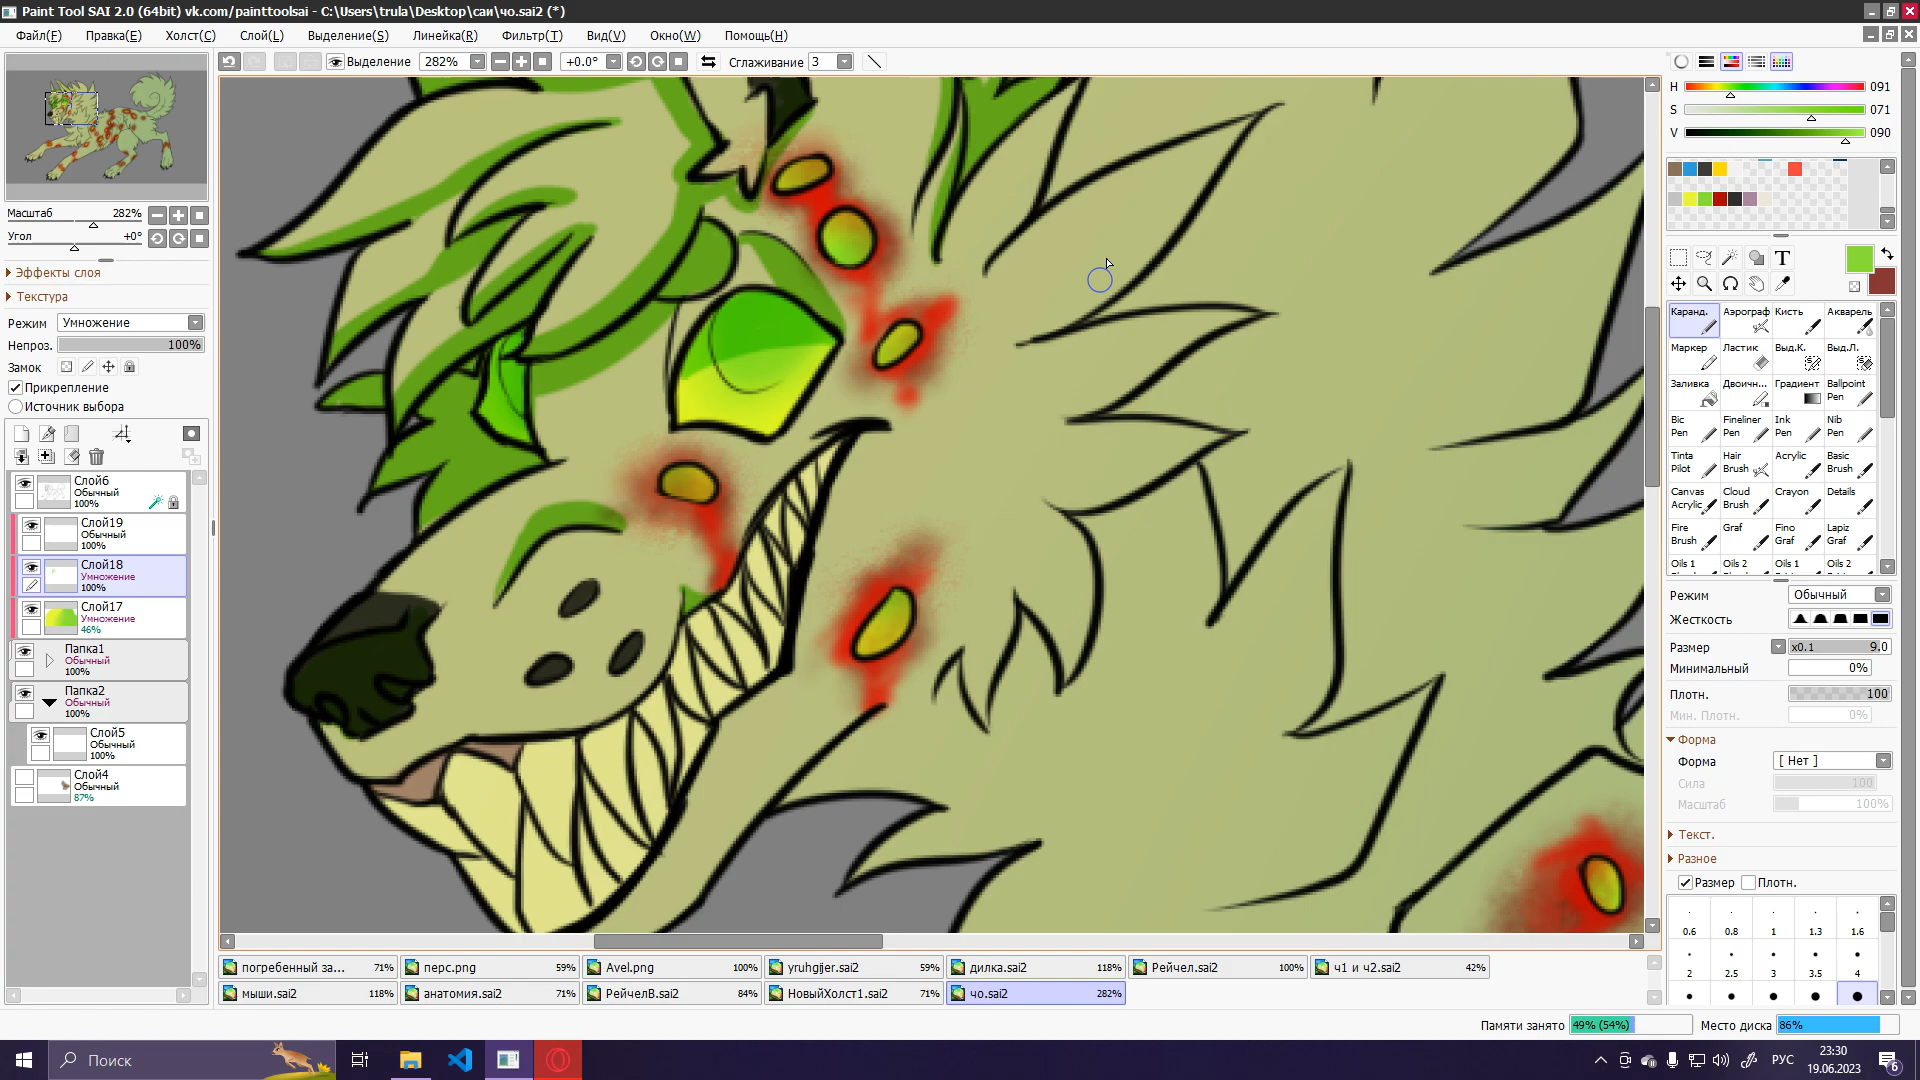 Paint Tool SAI 2.0 (64bit) vk.com/painttoolsai - C:\Users\trula\Desktop\саи\чо.sai2 (*)
Файл(F) Правка(E) Холст(C) Слой(L) Выделение(S) Линейка(R) Фильтр(T) Вид(V) Окно(W) Помощь(H)
Выделение 282% +0.0° Сглаживание 3
Масштаб 282%
Угол +0°
Эффекты слоя
Текстура
Режим Умножение
Непроз. 100%
Замок
Прикрепление
Источник выбора
Слой6
Обычный
100%
Слой19
Обычный
100%
Слой18
Умножение
100%
Слой17
Умножение
46%
Папка1
Обычный
100%
Папка2
Обычный
100%
Слой5
Обычный
100%
Слой4
Обычный
87%
H 091
S 071
V 090
T
Каранд. Аэрограф Кисть Акварель
Маркер Ластик Выд.К. Выд.Л.
Заливка Двоичн... Градиент Ballpoint Pen
Bic Pen Fineliner Pen Ink Pen Nib Pen
Tinta Pilot Hair Brush Acrylic Basic Brush
Canvas Acrylic Cloud Brush Crayon Details
Fire Brush Graf Fino Graf Lapiz Graf
Oils 1 Oils 2 Oils 1 Oils 2
Режим Обычный
Жесткость
Размер x0.1 9.0
Минимальный 0%
Плотн. 100
Мин. Плотн. 0%
Форма
Форма [ Нет ]
Сила 100
Масштаб 100%
Текст.
Разное
Размер Плотн.
0.6 0.8 1 1.3 1.6
2 2.5 3 3.5 4
погребенный за... 71% перс.png 59% Avel.png 100% yruhgijer.sai2 59% дилка.sai2 118% Рейчел.sai2 100% ч1 и ч2.sai2 42%
мыши.sai2 118% анатомия.sai2 71% РейчелВ.sai2 84% НовыйХолст1.sai2 71% чо.sai2 282%
Памяти занято 49% (54%) Место диска 86%
Поиск
РУС
23:30
19.06.2023
6